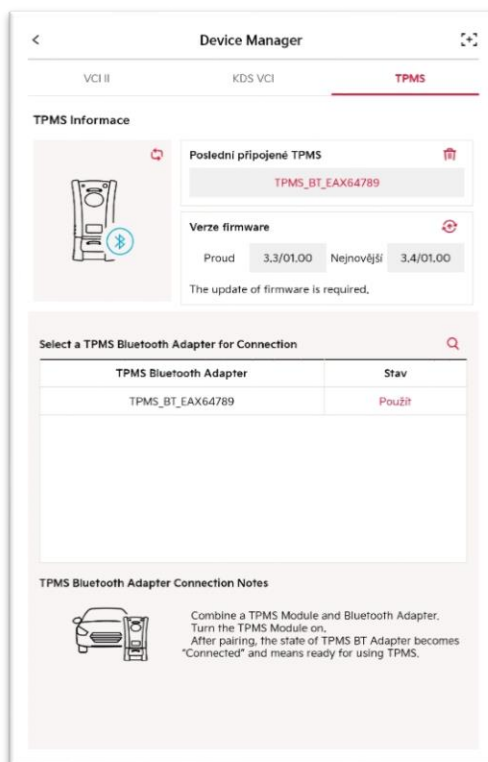 Device Manager
VCI II
KDS VCI
TPMS
TPMS Informace
Poslední připojené TPMS
TPMS_BT_EAX64789
Verze firmware
Proud 3.3/01.00 Nejnovější 3.4/01.00
The update of firmware is required.
Select a TPMS Bluetooth Adapter for Connection
TPMS Bluetooth Adapter Stav
TPMS_BT_EAX64789 Použít
TPMS Bluetooth Adapter Connection Notes
Combine a TPMS Module and Bluetooth Adapter.
Turn the TPMS Module on.
After pairing, the state of TPMS BT Adapter becomes
"Connected" and means ready for using TPMS.